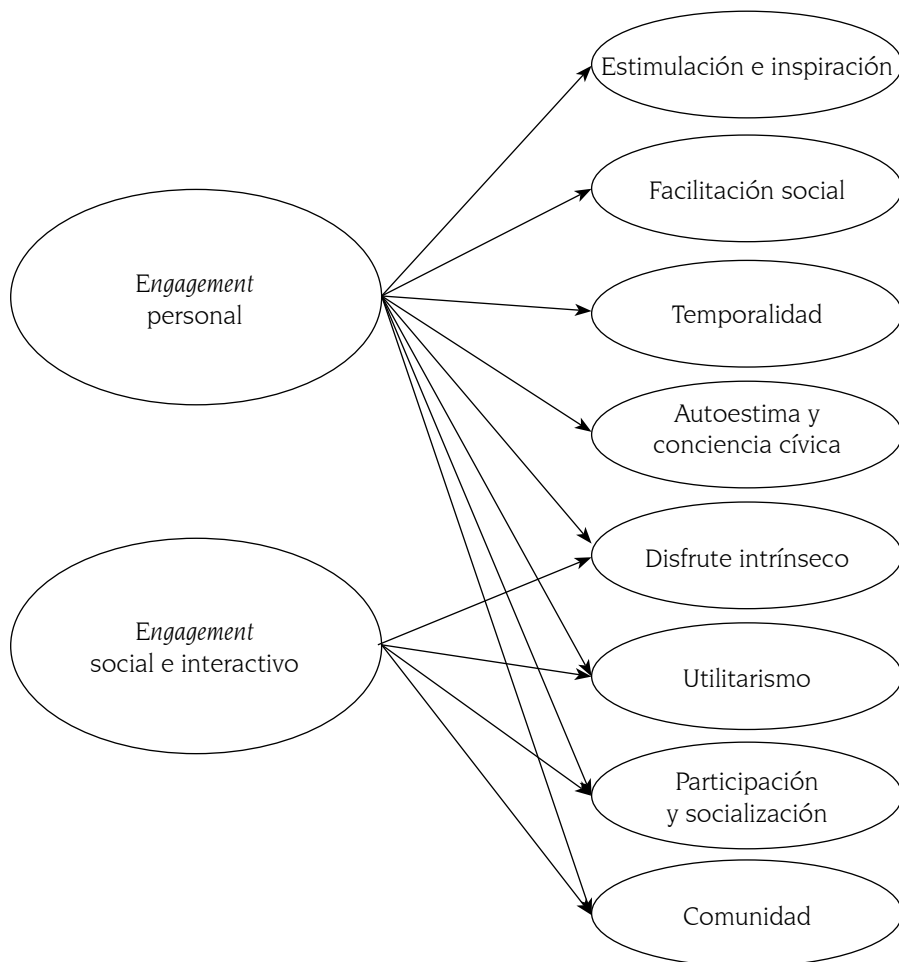 Estimulación e inspiración
Facilitación social
Engagement
personal
Temporalidad
Autoestima y
conciencia cívica
Disfrute intrínseco
Engagement
social e interactivo
Utilitarismo
Participación
y socialización
Comunidad